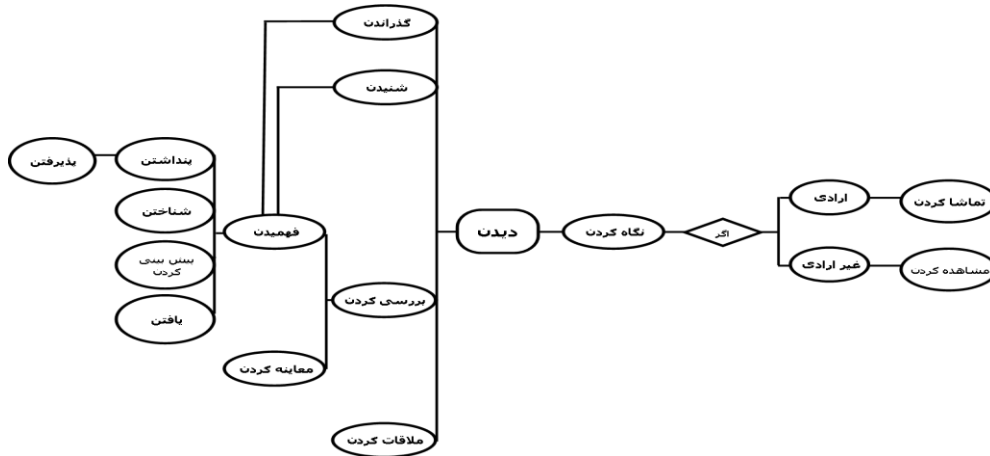 گذراندن
شنیدن
پذیرفتن
پنداشتن
شناختن
پیش بینی
کردن
یافتن
فهمیدن
معاینه کردن
بررسی کردن
ملاقات کردن
دیدن
نگاه کردن
اگر
ارادی
غیر ارادی
تماشا کردن
مشاهده کردن